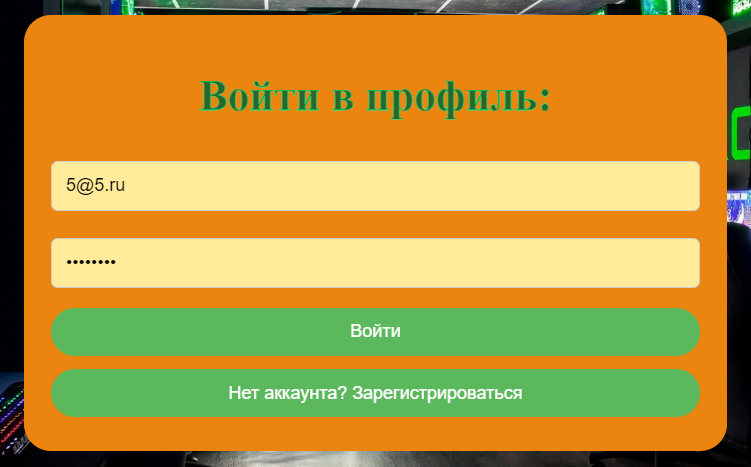 Войти в профиль:
5@5.ru
••••••••
Войти
Нет аккаунта? Зарегистрироваться